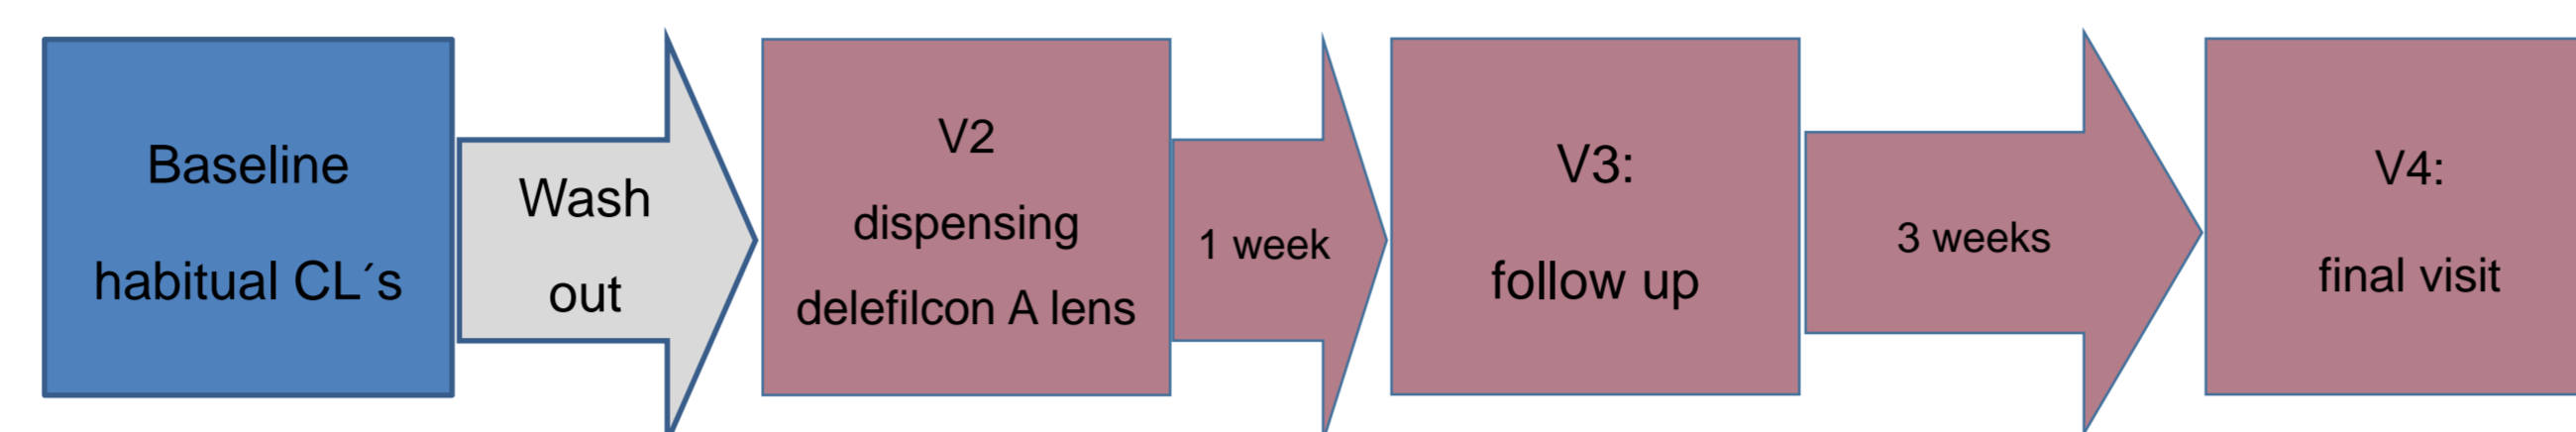 Baseline
habitual CL´s
Wash
out
V2
dispensing
delefilcon A lens
1 week
V3:
follow up
3 weeks
V4:
final visit